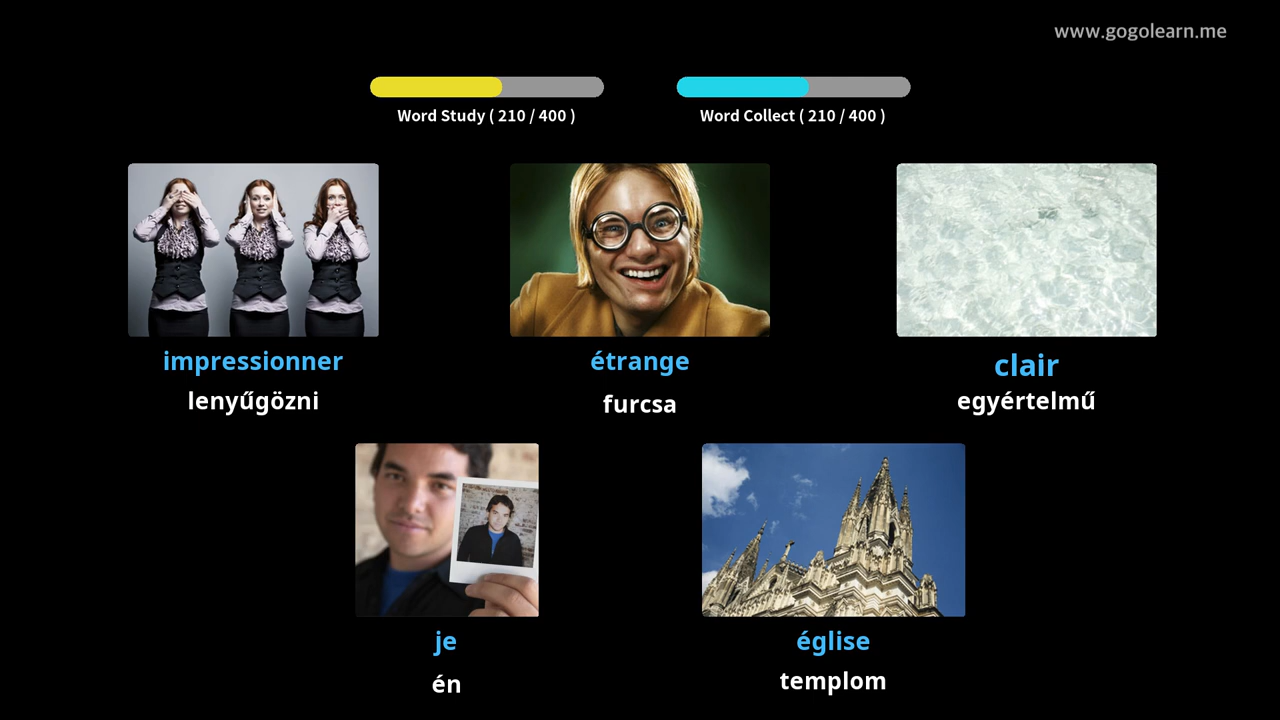 www.gogolearn.me
Word Study ( 210 / 400 )
Word Collect ( 210 / 400 )
impressionner
lenyűgözni
étrange
furcsa
clair
egyértelmű
je
én
église
templom